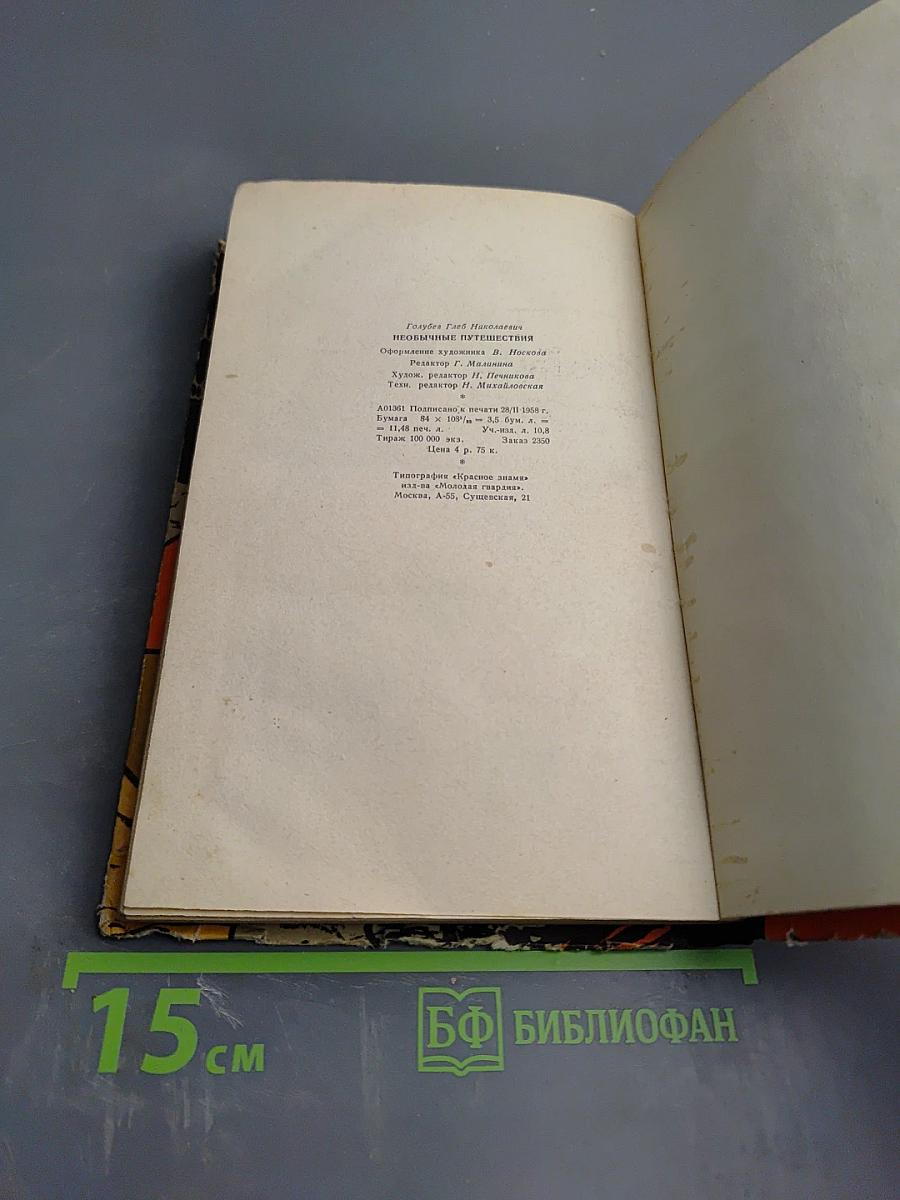 Голубев Глеб Николаевич
НЕОБЫЧНЫЕ ПУТЕШЕСТВИЯ
Оформление художника В. Носкова
Редактор Г. Малинина
Худож. редактор Н. Печникова
Техн. редактор Н. Михайловская
*
А01361 Подписано к печати 28/II 1958 г.
Бумага 84 × 108¹/₃₂ = 3,5 бум. л. =
= 11,48 печ. л. Уч.-изд. л. 10,8
Тираж 100 000 экз. Заказ 2350
Цена 4 р. 75 к.
*
Типография «Красное знамя»
изд-ва «Молодая гвардия».
Москва, А-55, Сущевская, 21
15 см
БФ БИБЛИОФАН